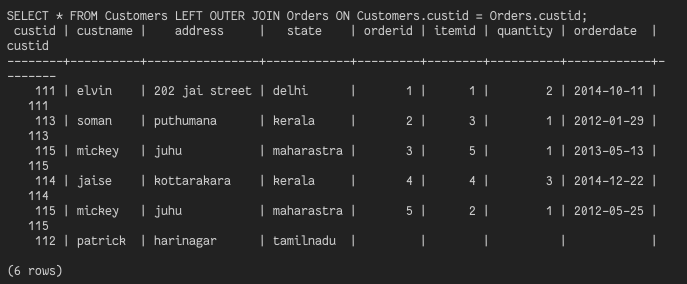 SELECT * FROM Customers LEFT OUTER JOIN Orders ON Customers.custid = Orders.custid;
 custid | custname |    address     |   state    | orderid | itemid | quantity | orderdate  |
custid
--------+----------+----------------+------------+---------+--------+----------+------------+-
-------
    111 | elvin    | 202 jai street | delhi      |       1 |      1 |        2 | 2014-10-11 |
    111
    113 | soman    | puthumana      | kerala     |       2 |      3 |        1 | 2012-01-29 |
    113
    115 | mickey   | juhu           | maharastra |       3 |      5 |        1 | 2013-05-13 |
    115
    114 | jaise    | kottarakara    | kerala     |       4 |      4 |        3 | 2014-12-22 |
    114
    115 | mickey   | juhu           | maharastra |       5 |      2 |        1 | 2012-05-25 |
    115
    112 | patrick  | harinagar      | tamilnadu  |         |        |          |            |
(6 rows)